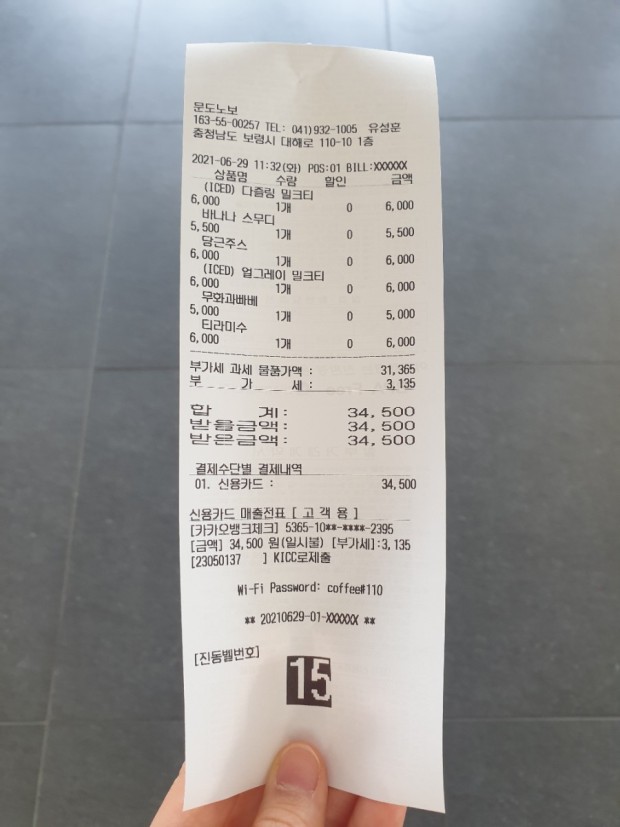 문도노보
163-55-00257 TEL: 041)932-1005 유성훈
충청남도 보령시 대해로 110-10 1층
2021-06-29 11:32(화) POS:01 BILL:XXXXXX
상품명 수량 할인 금액
(ICED) 다즐링 밀크티
6,000 1개 0 6,000
바나나 스무디
5,500 1개 0 5,500
당근주스
6,000 1개 0 6,000
(ICED) 얼그레이 밀크티
6,000 1개 0 6,000
무화과빠베
5,000 1개 0 5,000
티라미수
6,000 1개 0 6,000
부가세 과세 물품가액 : 31,365
부 가 세 : 3,135
합 계: 34,500
받을금액: 34,500
받은금액: 34,500
결제수단별 결제내역
01. 신용카드 : 34,500
신용카드 매출전표 [ 고 객 용 ]
[카카오뱅크체크] 5365-10**-****-2395
[금액] 34,500 원(일시불) [부가세]:3,135
[23050137 ] KICC로제출
Wi-Fi Password: coffee#110
** 20210629-01-XXXXXX **
[진동벨번호]
15